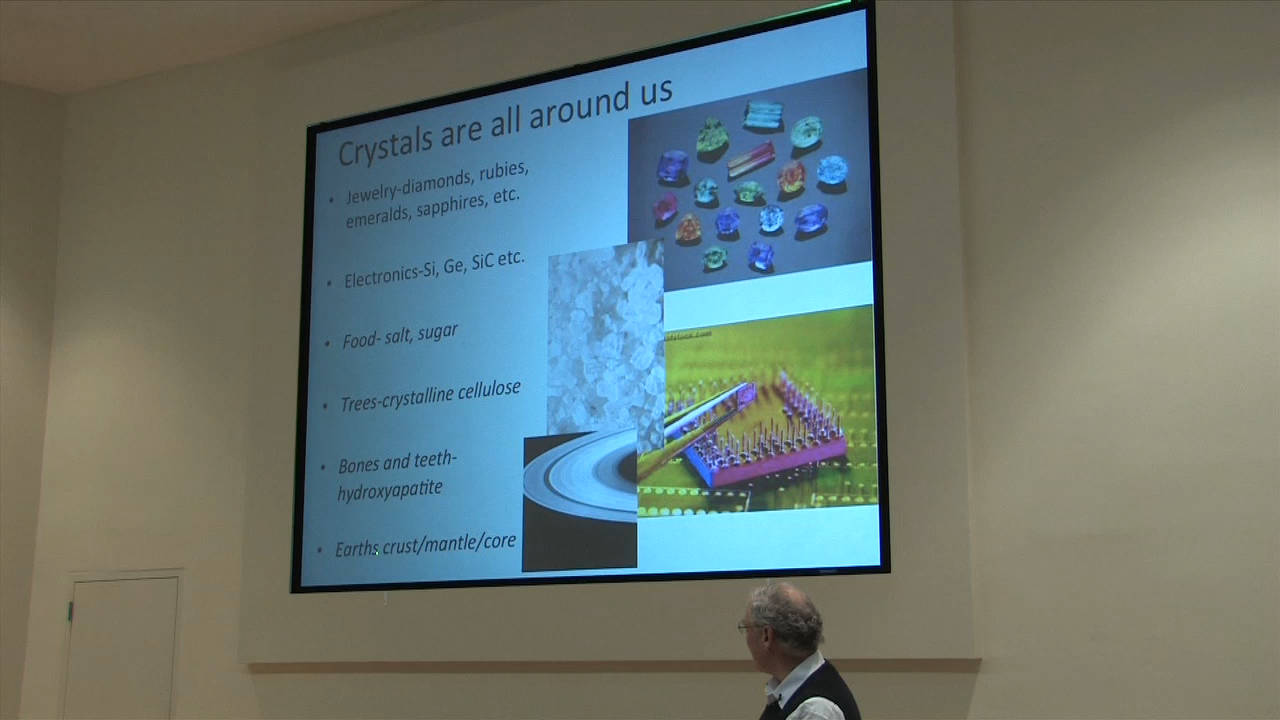 Crystals are all around us
• Jewelry-diamonds, rubies,
emeralds, sapphires, etc.
• Electronics-Si, Ge, SiC etc.
• Food- salt, sugar
• Trees-crystalline cellulose
• Bones and teeth-
hydroxyapatite
• Earths crust/mantle/core